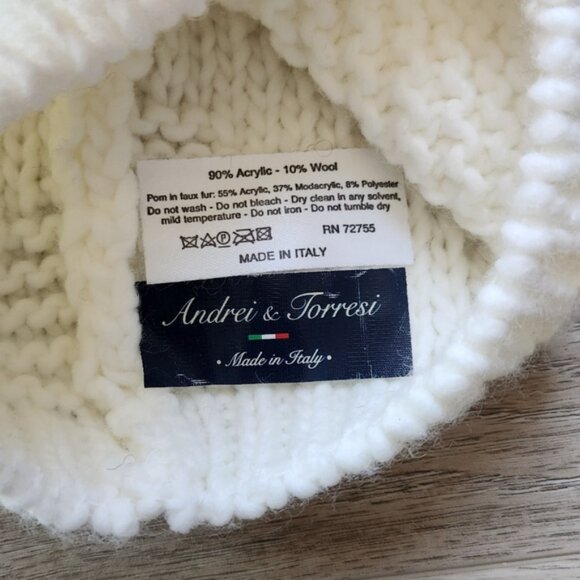 90% Acrylic - 10% Wool
Pom in faux fur: 55% Acrylic, 37% Modacrylic, 8% Polyester
Do not wash - Do not bleach - Dry clean in any solvent,
mild temperature - Do not iron - Do not tumble dry
P
RN 72755
MADE IN ITALY
Andrei & Torresi
• Made in Italy •